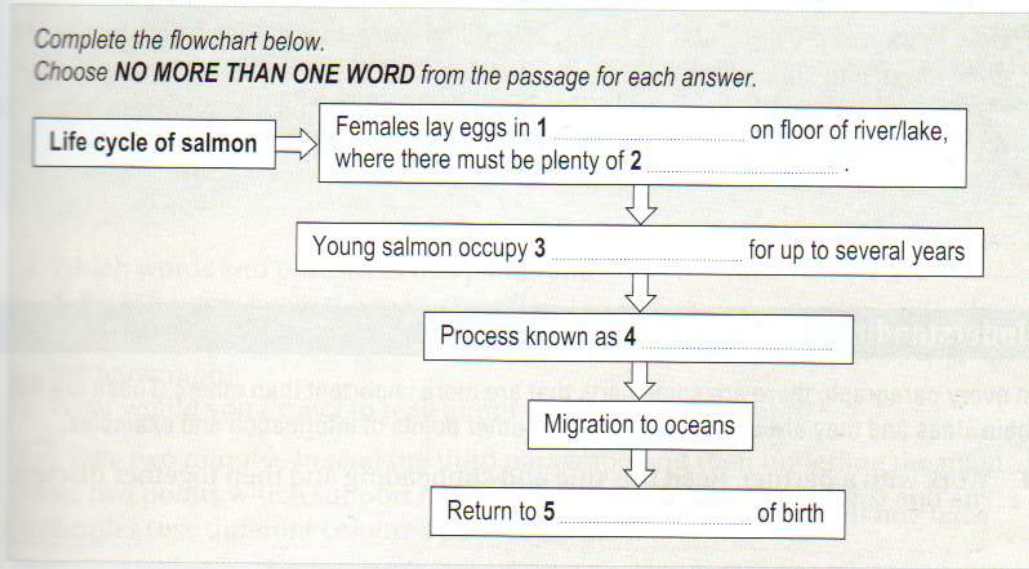 Complete the flowchart below.
Choose NO MORE THAN ONE WORD from the passage for each answer.
Life cycle of salmon
Females lay eggs in 1 .................... on floor of river/lake,
where there must be plenty of 2 .................... .
Young salmon occupy 3 .................... for up to several years
Process known as 4 ....................
Migration to oceans
Return to 5 .................... of birth